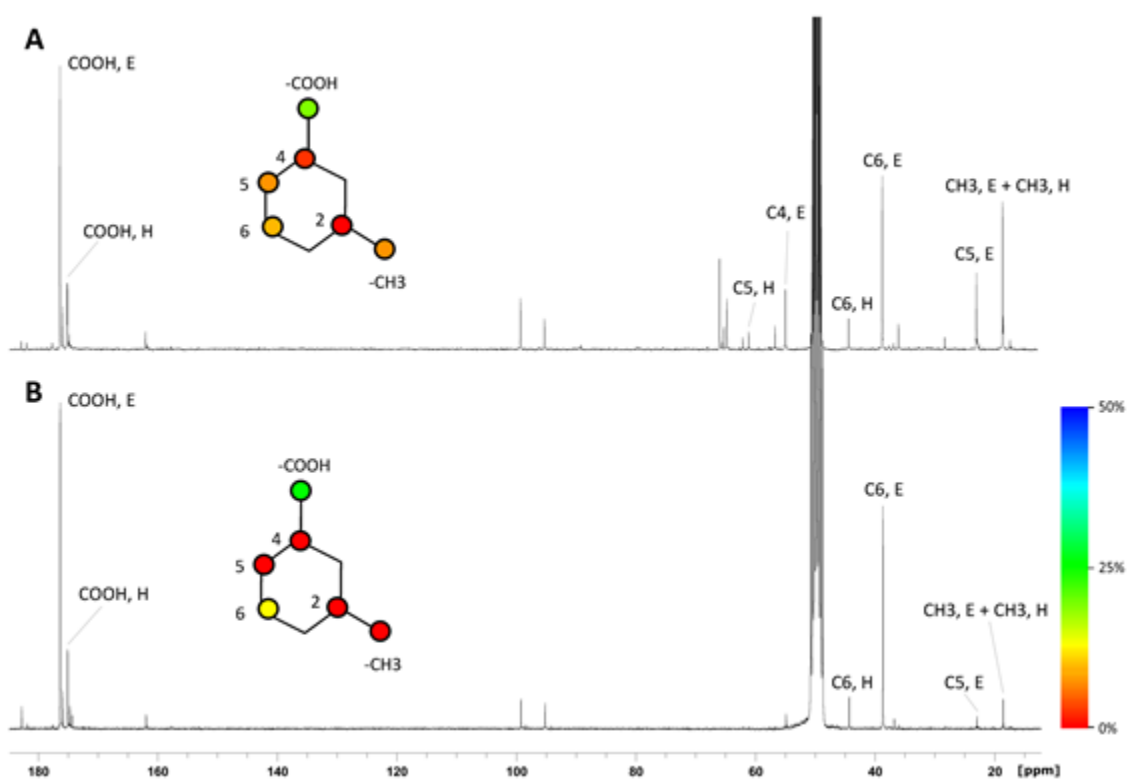 A
COOH, E
-COOH
4
5
6
2
-CH3
COOH, H
C6, E
C4, E
CH3, E + CH3, H
C5, H
C5, E
C6, H
B
COOH, E
-COOH
4
5
6
2
-CH3
COOH, H
C6, E
CH3, E + CH3, H
C6, H
C5, E
50%
25%
0%
180 160 140 120 100 80 60 40 20 [ppm]